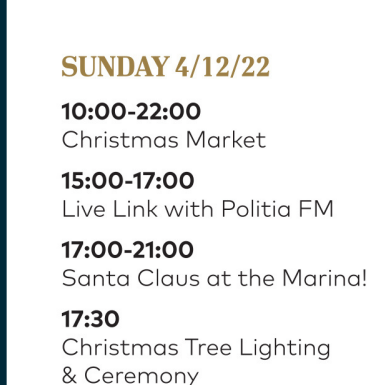 SUNDAY 4/12/22
10:00-22:00
Christmas Market
15:00-17:00
Live Link with Politia FM
17:00-21:00
Santa Claus at the Marina!
17:30
Christmas Tree Lighting
& Ceremony